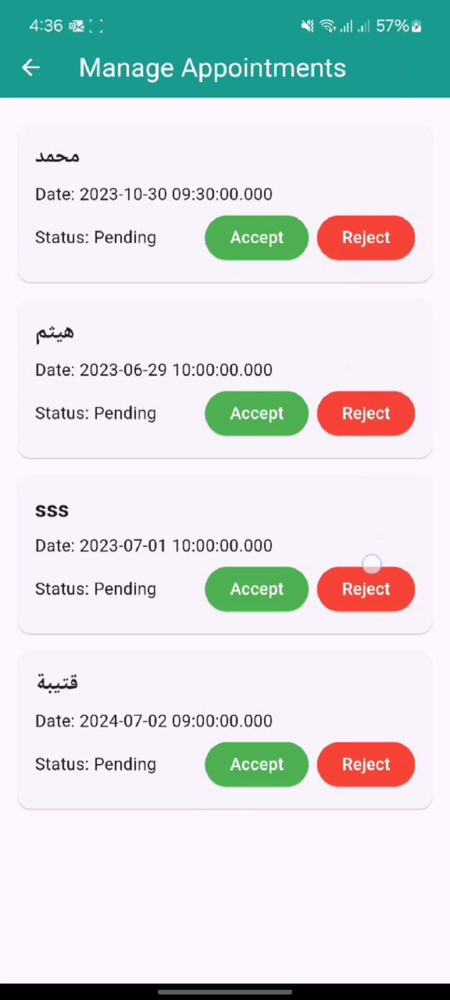 4:36 57%
Manage Appointments
محمد
Date: 2023-10-30 09:30:00.000
Status: Pending Accept Reject
هيثم
Date: 2023-06-29 10:00:00.000
Status: Pending Accept Reject
sss
Date: 2023-07-01 10:00:00.000
Status: Pending Accept Reject
قتيبة
Date: 2024-07-02 09:00:00.000
Status: Pending Accept Reject